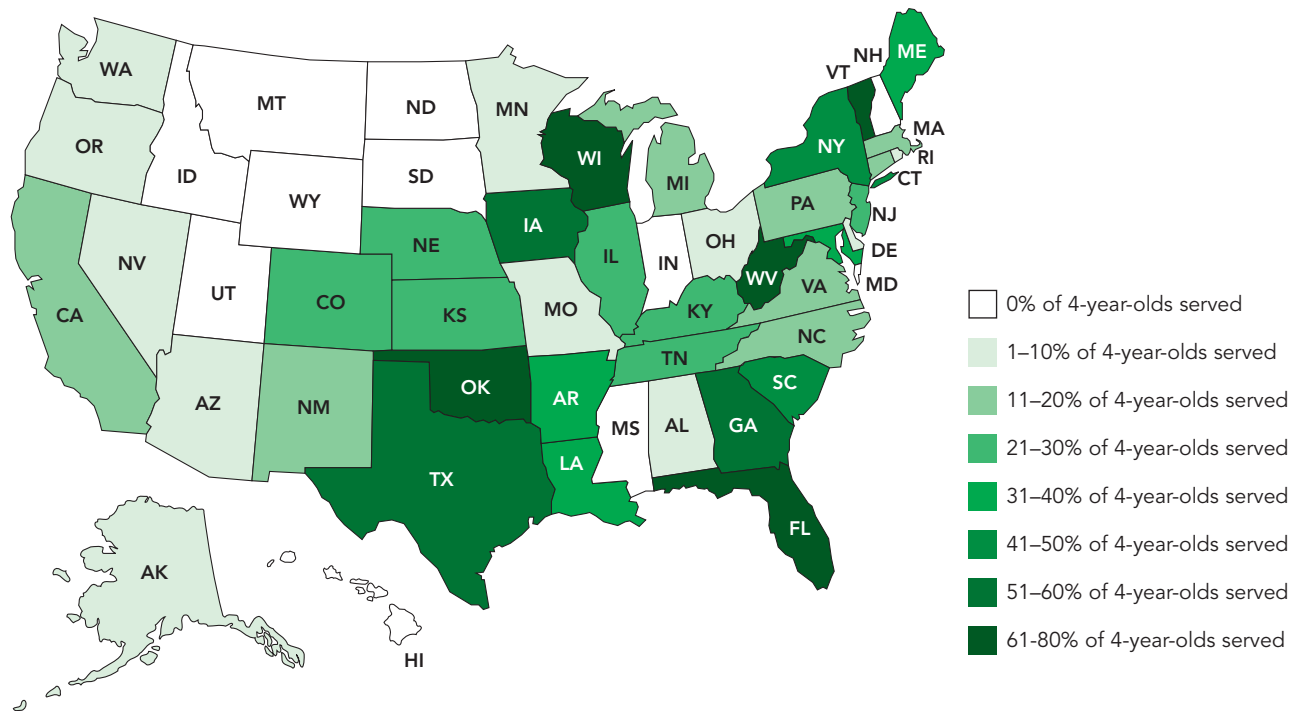 WA
OR
CA
NV
ID
MT
WY
UT
AZ
CO
NM
ND
SD
NE
KS
OK
TX
MN
IA
MO
AR
LA
WI
IL
MI
IN
OH
KY
TN
MS
AL
GA
FL
SC
NC
VA
WV
PA
NY
VT
NH
ME
MA
RI
CT
NJ
DE
MD
AK
HI
0% of 4-year-olds served
1–10% of 4-year-olds served
11–20% of 4-year-olds served
21–30% of 4-year-olds served
31–40% of 4-year-olds served
41–50% of 4-year-olds served
51–60% of 4-year-olds served
61-80% of 4-year-olds served